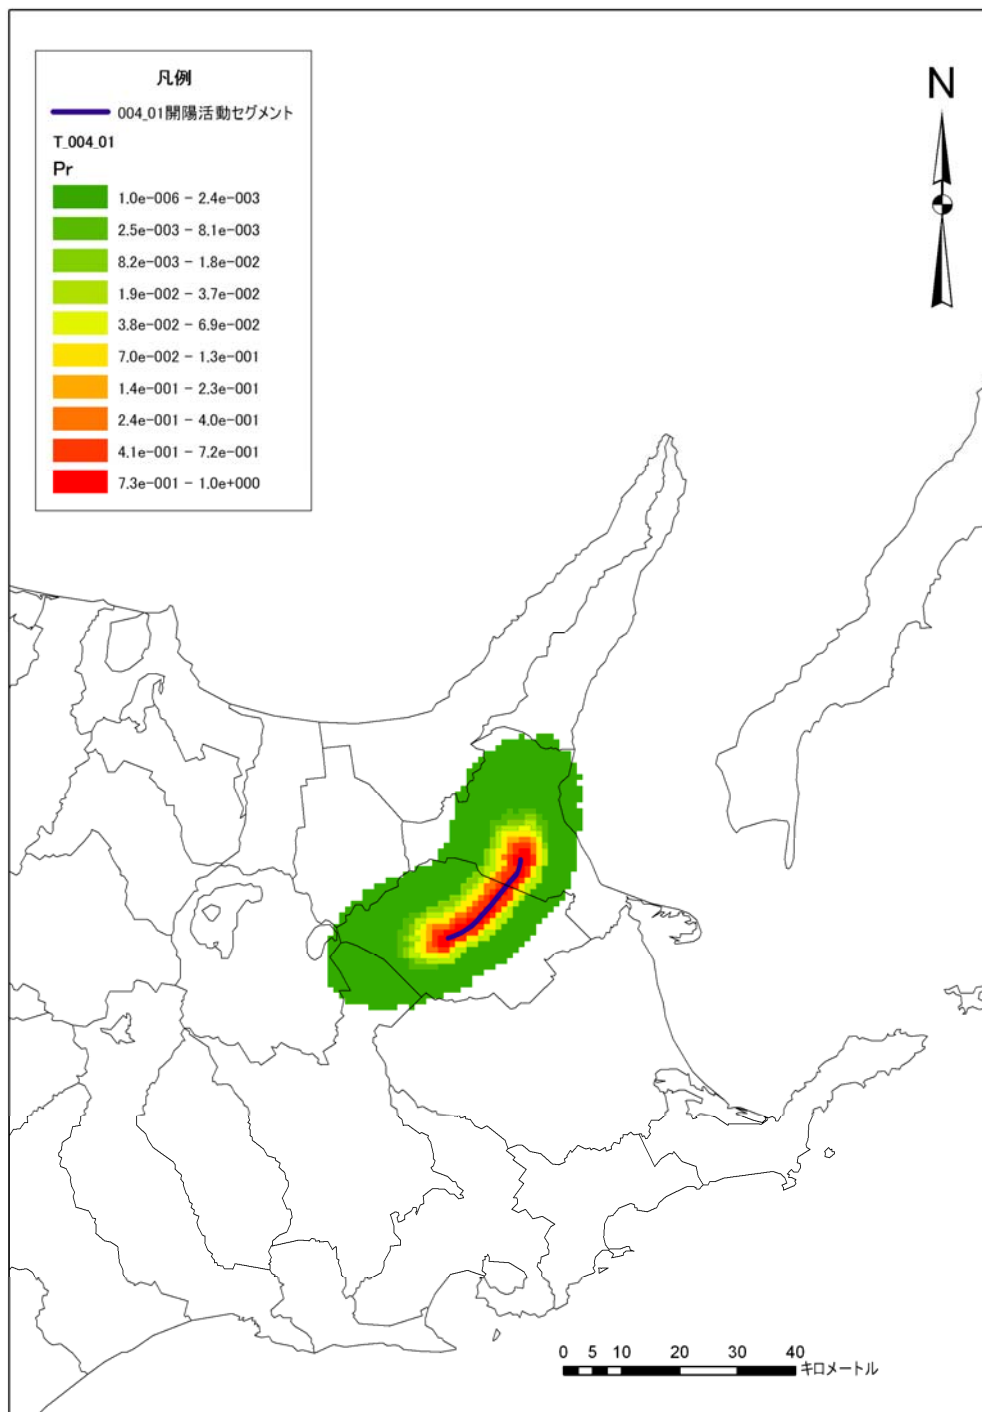 凡例
004_01開陽活動セグメント
T_004_01
Pr
1.0e-006 - 2.4e-003
2.5e-003 - 8.1e-003
8.2e-003 - 1.8e-002
1.9e-002 - 3.7e-002
3.8e-002 - 6.9e-002
7.0e-002 - 1.3e-001
1.4e-001 - 2.3e-001
2.4e-001 - 4.0e-001
4.1e-001 - 7.2e-001
7.3e-001 - 1.0e+000
N
0 5 10 20 30 40
キロメートル